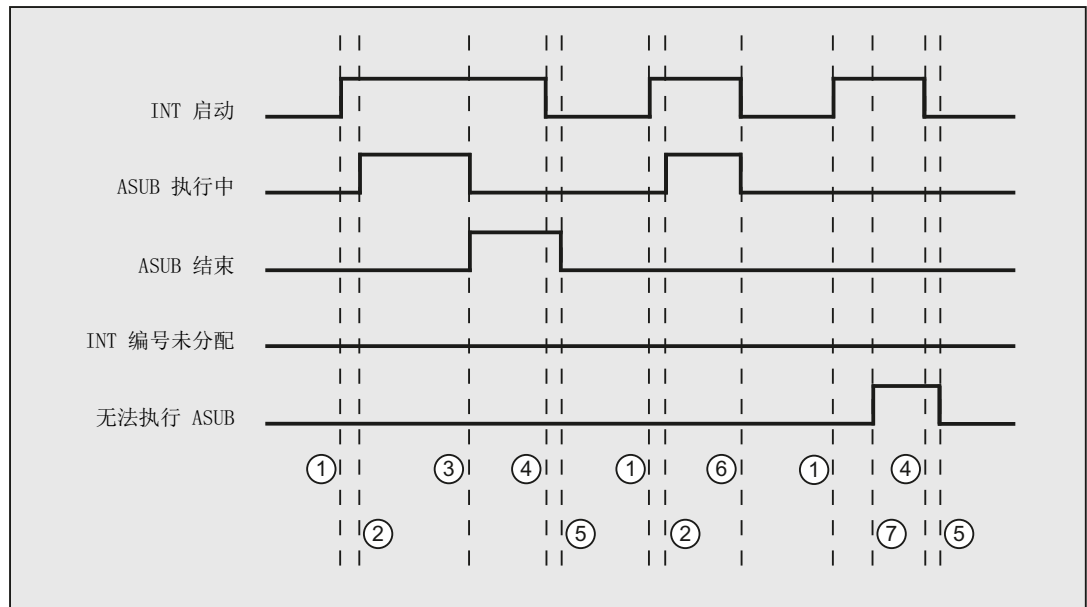 INT 启动
ASUB 执行中
ASUB 结束
INT 编号未分配
无法执行 ASUB
① ③ ④ ① ⑥ ① ④
② ⑤ ② ⑦ ⑤